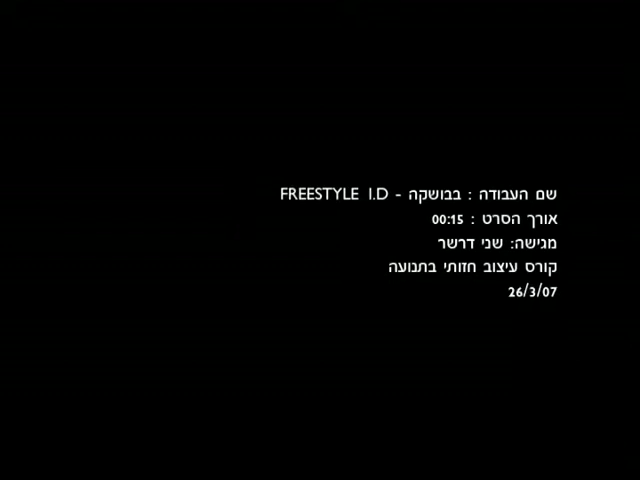 שם העבודה : בבושקה - FREESTYLE I.D
אורך הסרט : 00:15
מגישה: שני דרשר
קורס עיצוב חזותי בתנועה
26/3/07